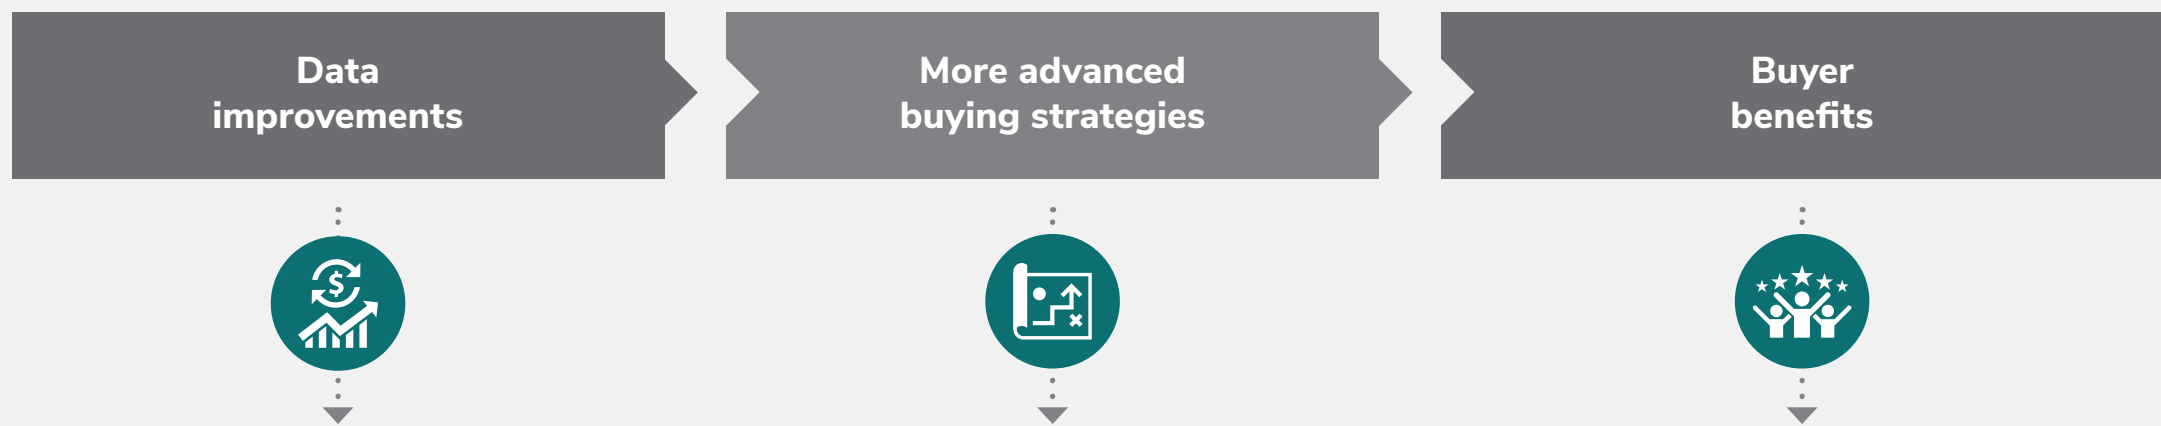 Data
improvements
More advanced
buying strategies
Buyer
benefits
$